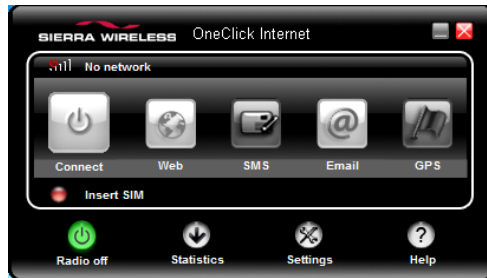 SIERRA WIRELESS OneClick Internet
No network
Connect Web SMS Email GPS
Insert SIM
Radio off Statistics Settings Help